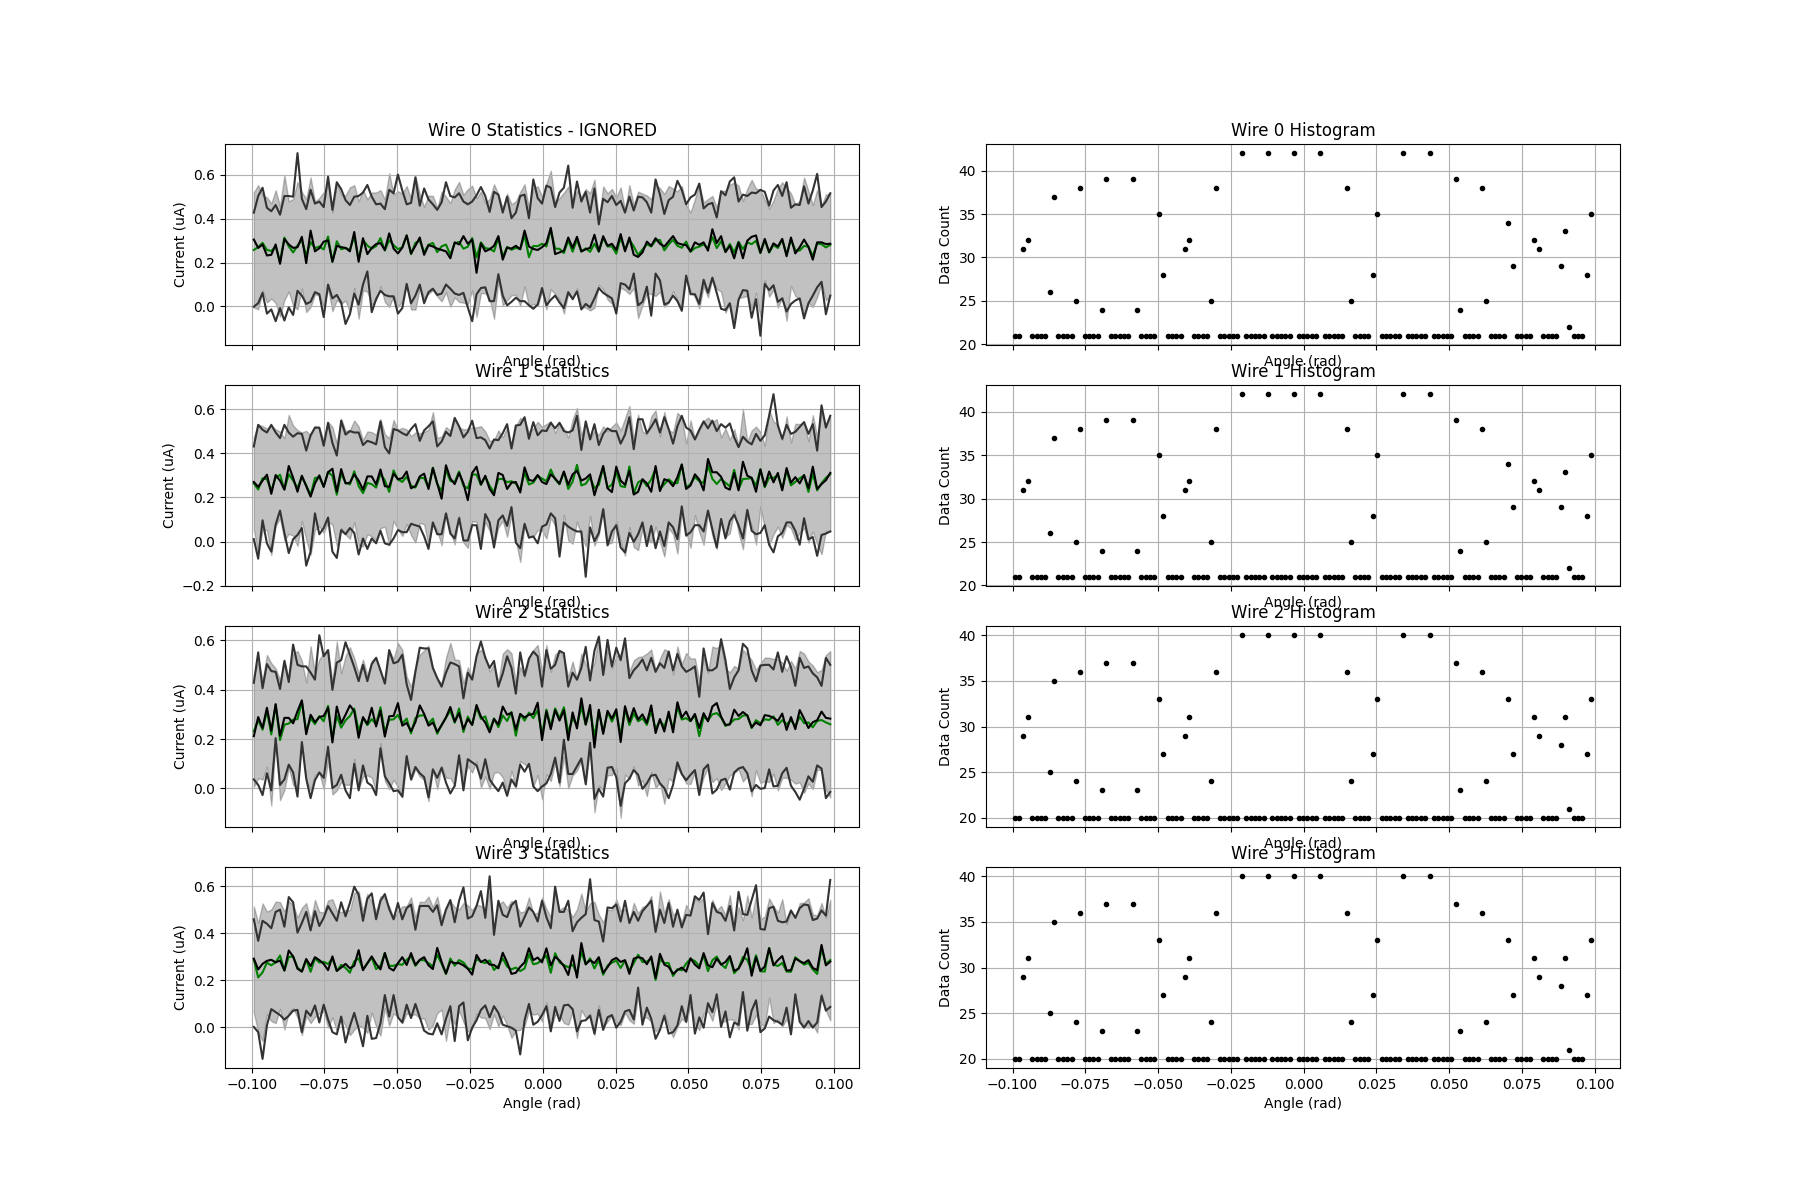 Wire 0 Statistics - IGNORED
Current (uA)
0.6
0.4
0.2
0.0
Angle (rad)
Wire 0 Histogram
Data Count
40
35
30
25
20
Angle (rad)
Wire 1 Statistics
Current (uA)
0.6
0.4
0.2
0.0
−0.2
Angle (rad)
Wire 1 Histogram
Data Count
40
35
30
25
20
Angle (rad)
Wire 2 Statistics
Current (uA)
0.6
0.4
0.2
0.0
Angle (rad)
Wire 2 Histogram
Data Count
40
35
30
25
20
Angle (rad)
Wire 3 Statistics
Current (uA)
0.6
0.4
0.2
0.0
−0.100 −0.075 −0.050 −0.025 0.000 0.025 0.050 0.075 0.100
Angle (rad)
Wire 3 Histogram
Data Count
40
35
30
25
20
−0.100 −0.075 −0.050 −0.025 0.000 0.025 0.050 0.075 0.100
Angle (rad)